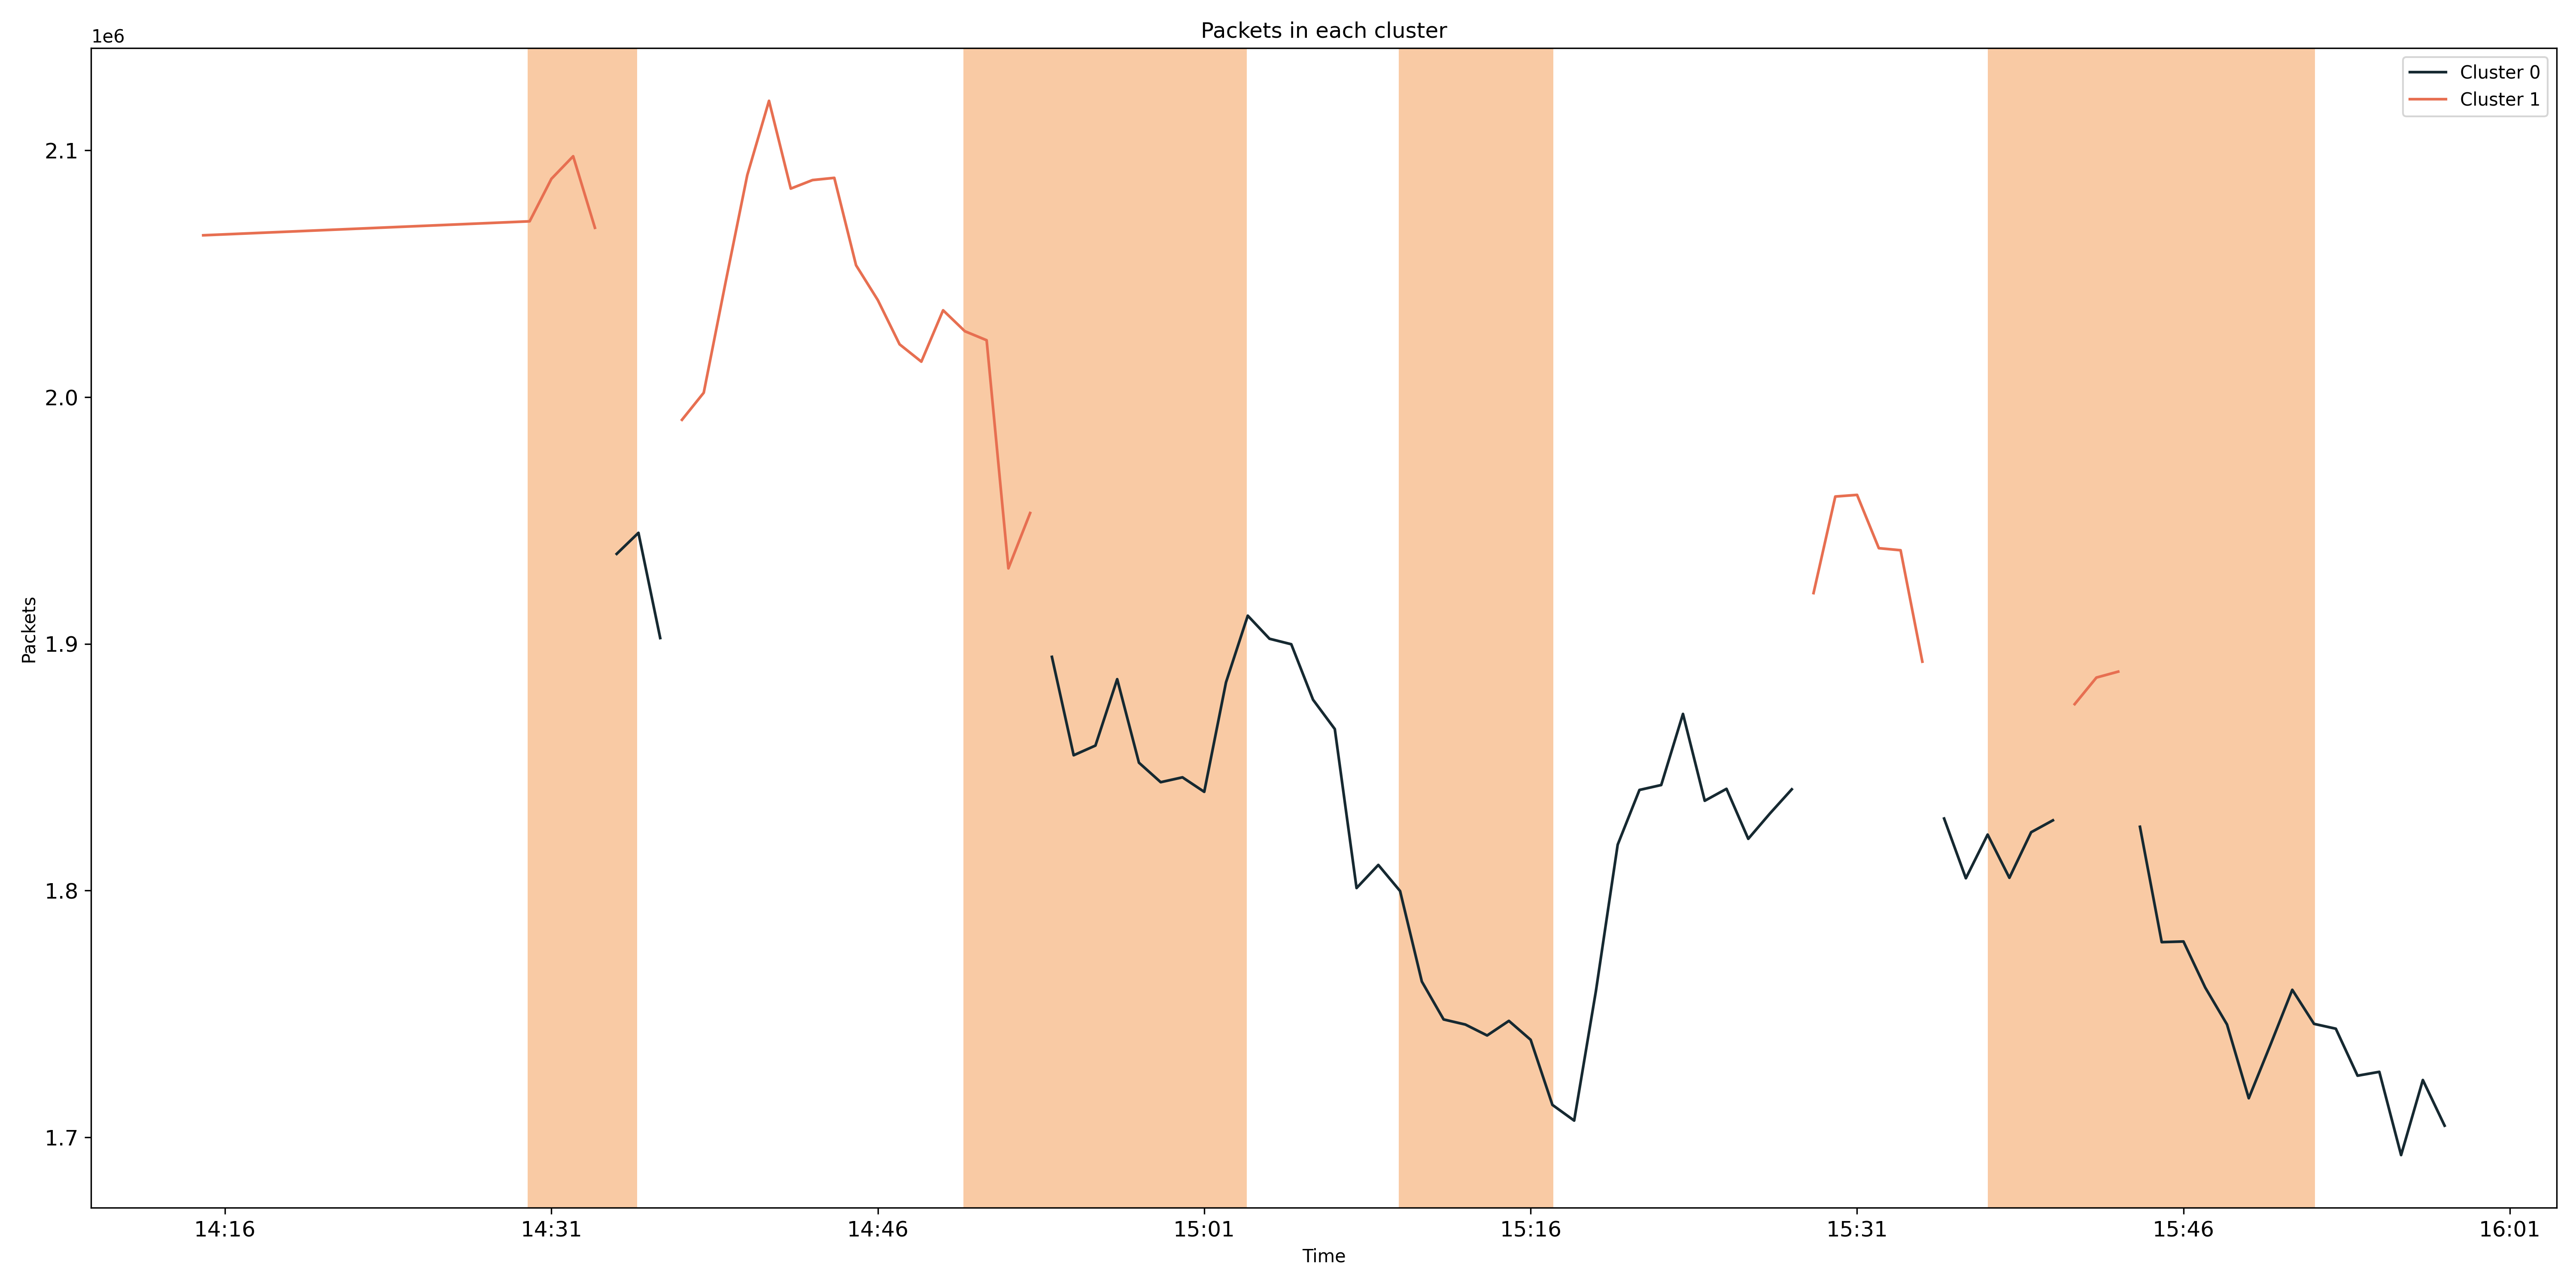 Packets in each cluster
1e6
Cluster 0
Cluster 1
2.1
2.0
1.9
1.8
1.7
Packets
14:16 14:31 14:46 15:01 15:16 15:31 15:46 16:01
Time